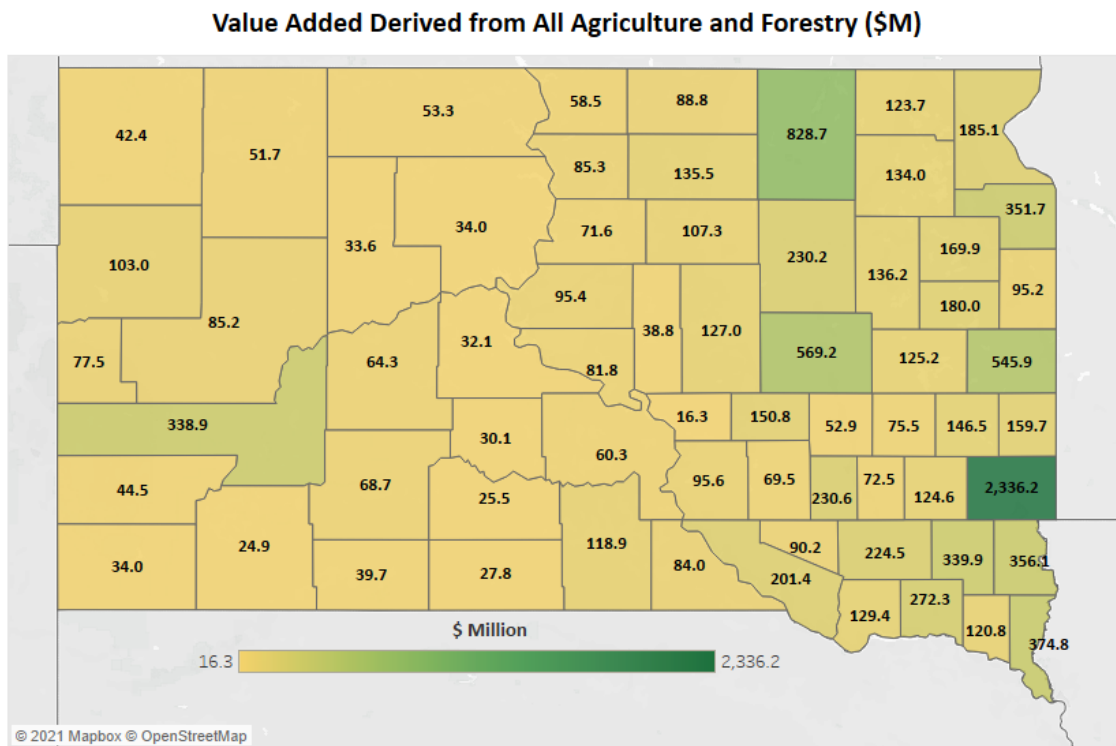 Value Added Derived from All Agriculture and Forestry ($M)
42.4 51.7 53.3 58.5 88.8 828.7 123.7 185.1
85.3 135.5 134.0
103.0 33.6 34.0 71.6 107.3 230.2 136.2 169.9 351.7
85.2 95.4 38.8 127.0 180.0 95.2
77.5 64.3 32.1 81.8 569.2 125.2 545.9
338.9 30.1 60.3 16.3 150.8 52.9 75.5 146.5 159.7
44.5 68.7 25.5 95.6 69.5 230.6 72.5 124.6 2,336.2
34.0 24.9 39.7 27.8 118.9 84.0 201.4 90.2 224.5 339.9 356.1
129.4 272.3 120.8 374.8
$ Million
16.3 2,336.2
© 2021 Mapbox © OpenStreetMap